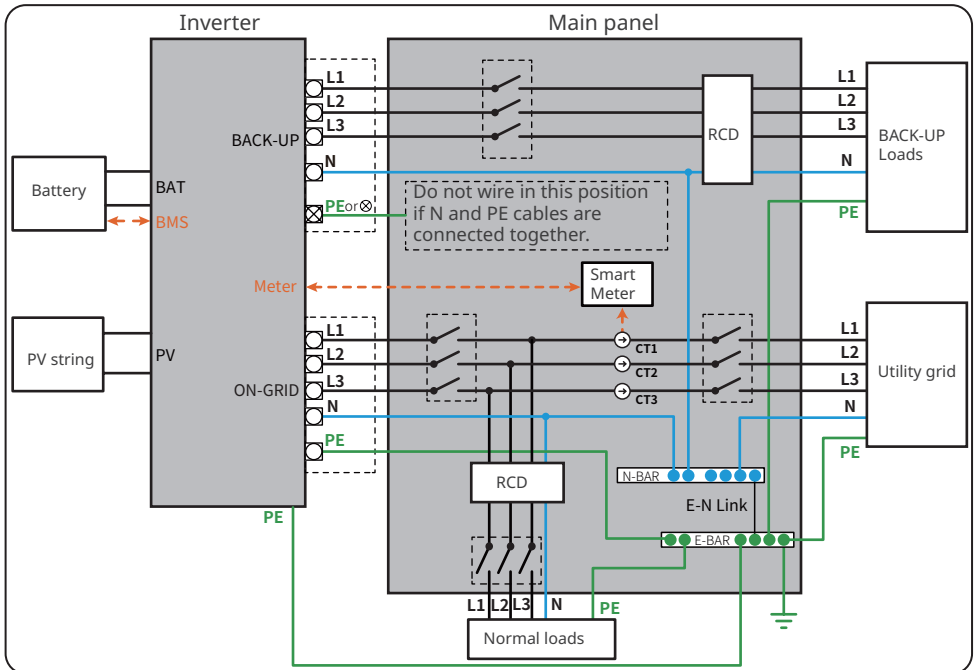 Inverter
Main panel
L1
L2
L3
BACK-UP
N
PE or
RCD
L1
L2
L3
N
PE
BACK-UP
Loads
Battery
BAT
BMS
Do not wire in this position
if N and PE cables are
connected together.
Meter
Smart
Meter
PV string
PV
L1
L2
L3
ON-GRID
N
PE
CT1
CT2
CT3
L1
L2
L3
N
PE
Utility grid
RCD
N-BAR
E-N Link
E-BAR
PE
L1 L2 L3 N
PE
Normal loads